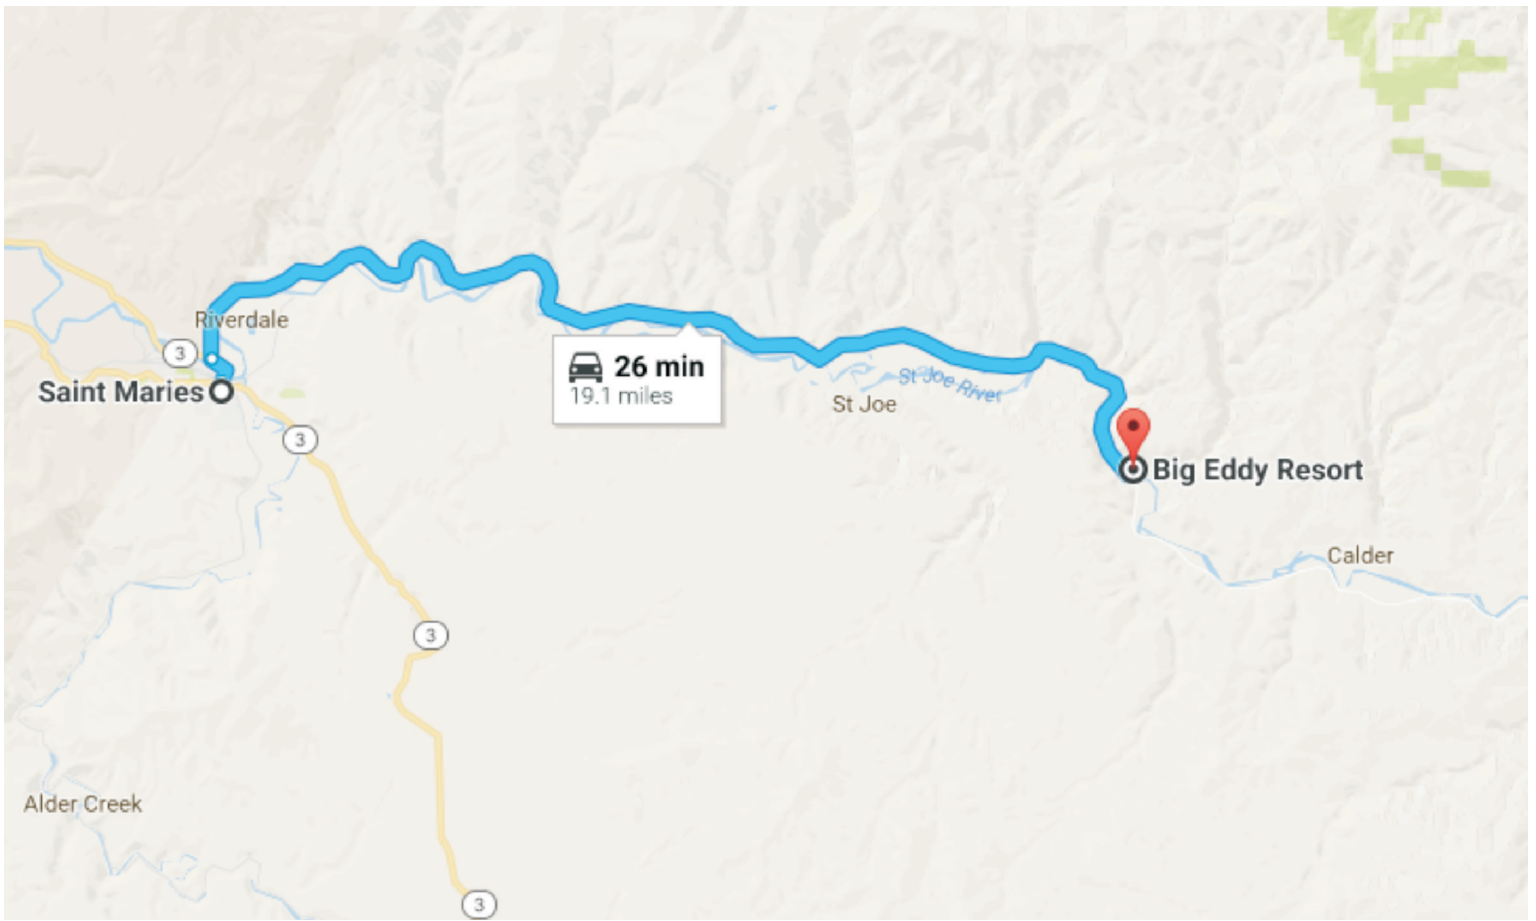 Riverdale
3
Saint Maries
26 min
19.1 miles
St Joe River
St Joe
3
Big Eddy Resort
Calder
3
Alder Creek
3